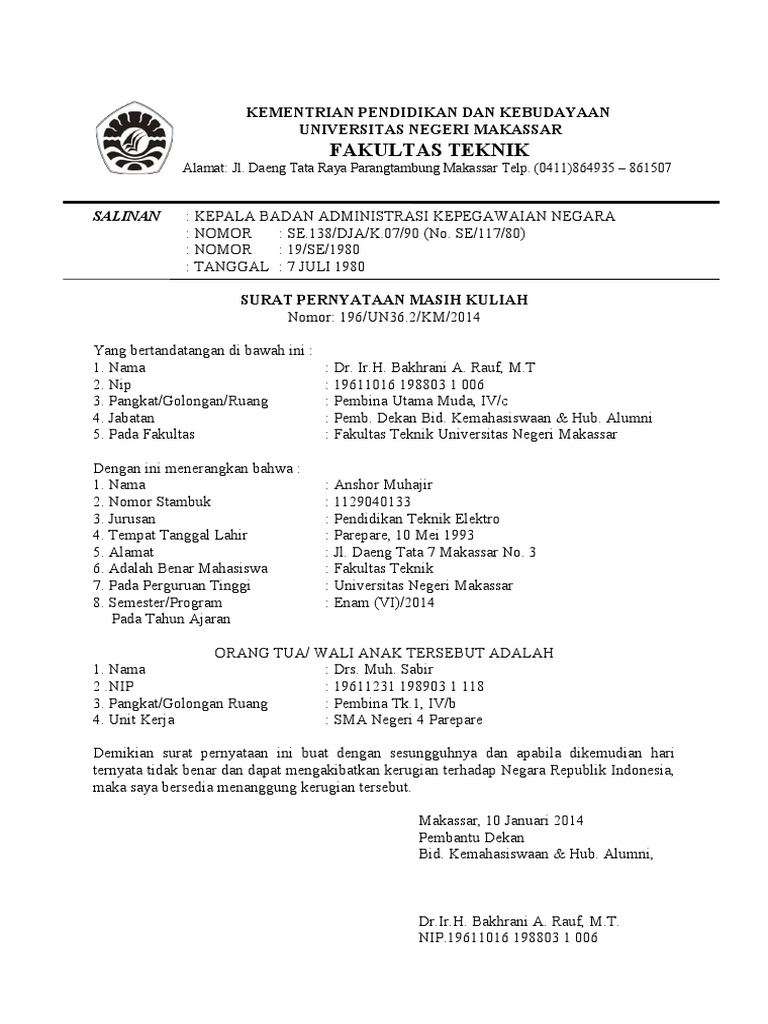 KEMENTRIAN PENDIDIKAN DAN KEBUDAYAAN
UNIVERSITAS NEGERI MAKASSAR
FAKULTAS TEKNIK
Alamat: Jl. Daeng Tata Raya Parangtambung Makassar Telp. (0411)864935 – 861507
SALINAN : KEPALA BADAN ADMINISTRASI KEPEGAWAIAN NEGARA
: NOMOR : SE.138/DJA/K.07/90 (No. SE/117/80)
: NOMOR : 19/SE/1980
: TANGGAL : 7 JULI 1980
SURAT PERNYATAAN MASIH KULIAH
Nomor: 196/UN36.2/KM/2014
Yang bertandatangan di bawah ini :
1. Nama : Dr. Ir.H. Bakhrani A. Rauf, M.T
2. Nip : 19611016 198803 1 006
3. Pangkat/Golongan/Ruang : Pembina Utama Muda, IV/c
4. Jabatan : Pemb. Dekan Bid. Kemahasiswaan & Hub. Alumni
5. Pada Fakultas : Fakultas Teknik Universitas Negeri Makassar
Dengan ini menerangkan bahwa :
1. Nama : Anshor Muhajir
2. Nomor Stambuk : 1129040133
3. Jurusan : Pendidikan Teknik Elektro
4. Tempat Tanggal Lahir : Parepare, 10 Mei 1993
5. Alamat : Jl. Daeng Tata 7 Makassar No. 3
6. Adalah Benar Mahasiswa : Fakultas Teknik
7. Pada Perguruan Tinggi : Universitas Negeri Makassar
8. Semester/Program : Enam (VI)/2014
Pada Tahun Ajaran
ORANG TUA/ WALI ANAK TERSEBUT ADALAH
1. Nama : Drs. Muh. Sabir
2 .NIP : 19611231 198903 1 118
3. Pangkat/Golongan Ruang : Pembina Tk.1, IV/b
4. Unit Kerja : SMA Negeri 4 Parepare
Demikian surat pernyataan ini buat dengan sesungguhnya dan apabila dikemudian hari
ternyata tidak benar dan dapat mengakibatkan kerugian terhadap Negara Republik Indonesia,
maka saya bersedia menanggung kerugian tersebut.
Makassar, 10 Januari 2014
Pembantu Dekan
Bid. Kemahasiswaan & Hub. Alumni,
Dr.Ir.H. Bakhrani A. Rauf, M.T.
NIP.19611016 198803 1 006